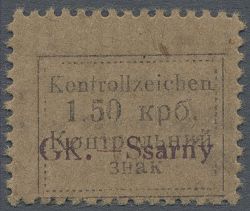 Kontrollzeichen
1.50 крб.
Контрольний
GK. - Ssarny
знак